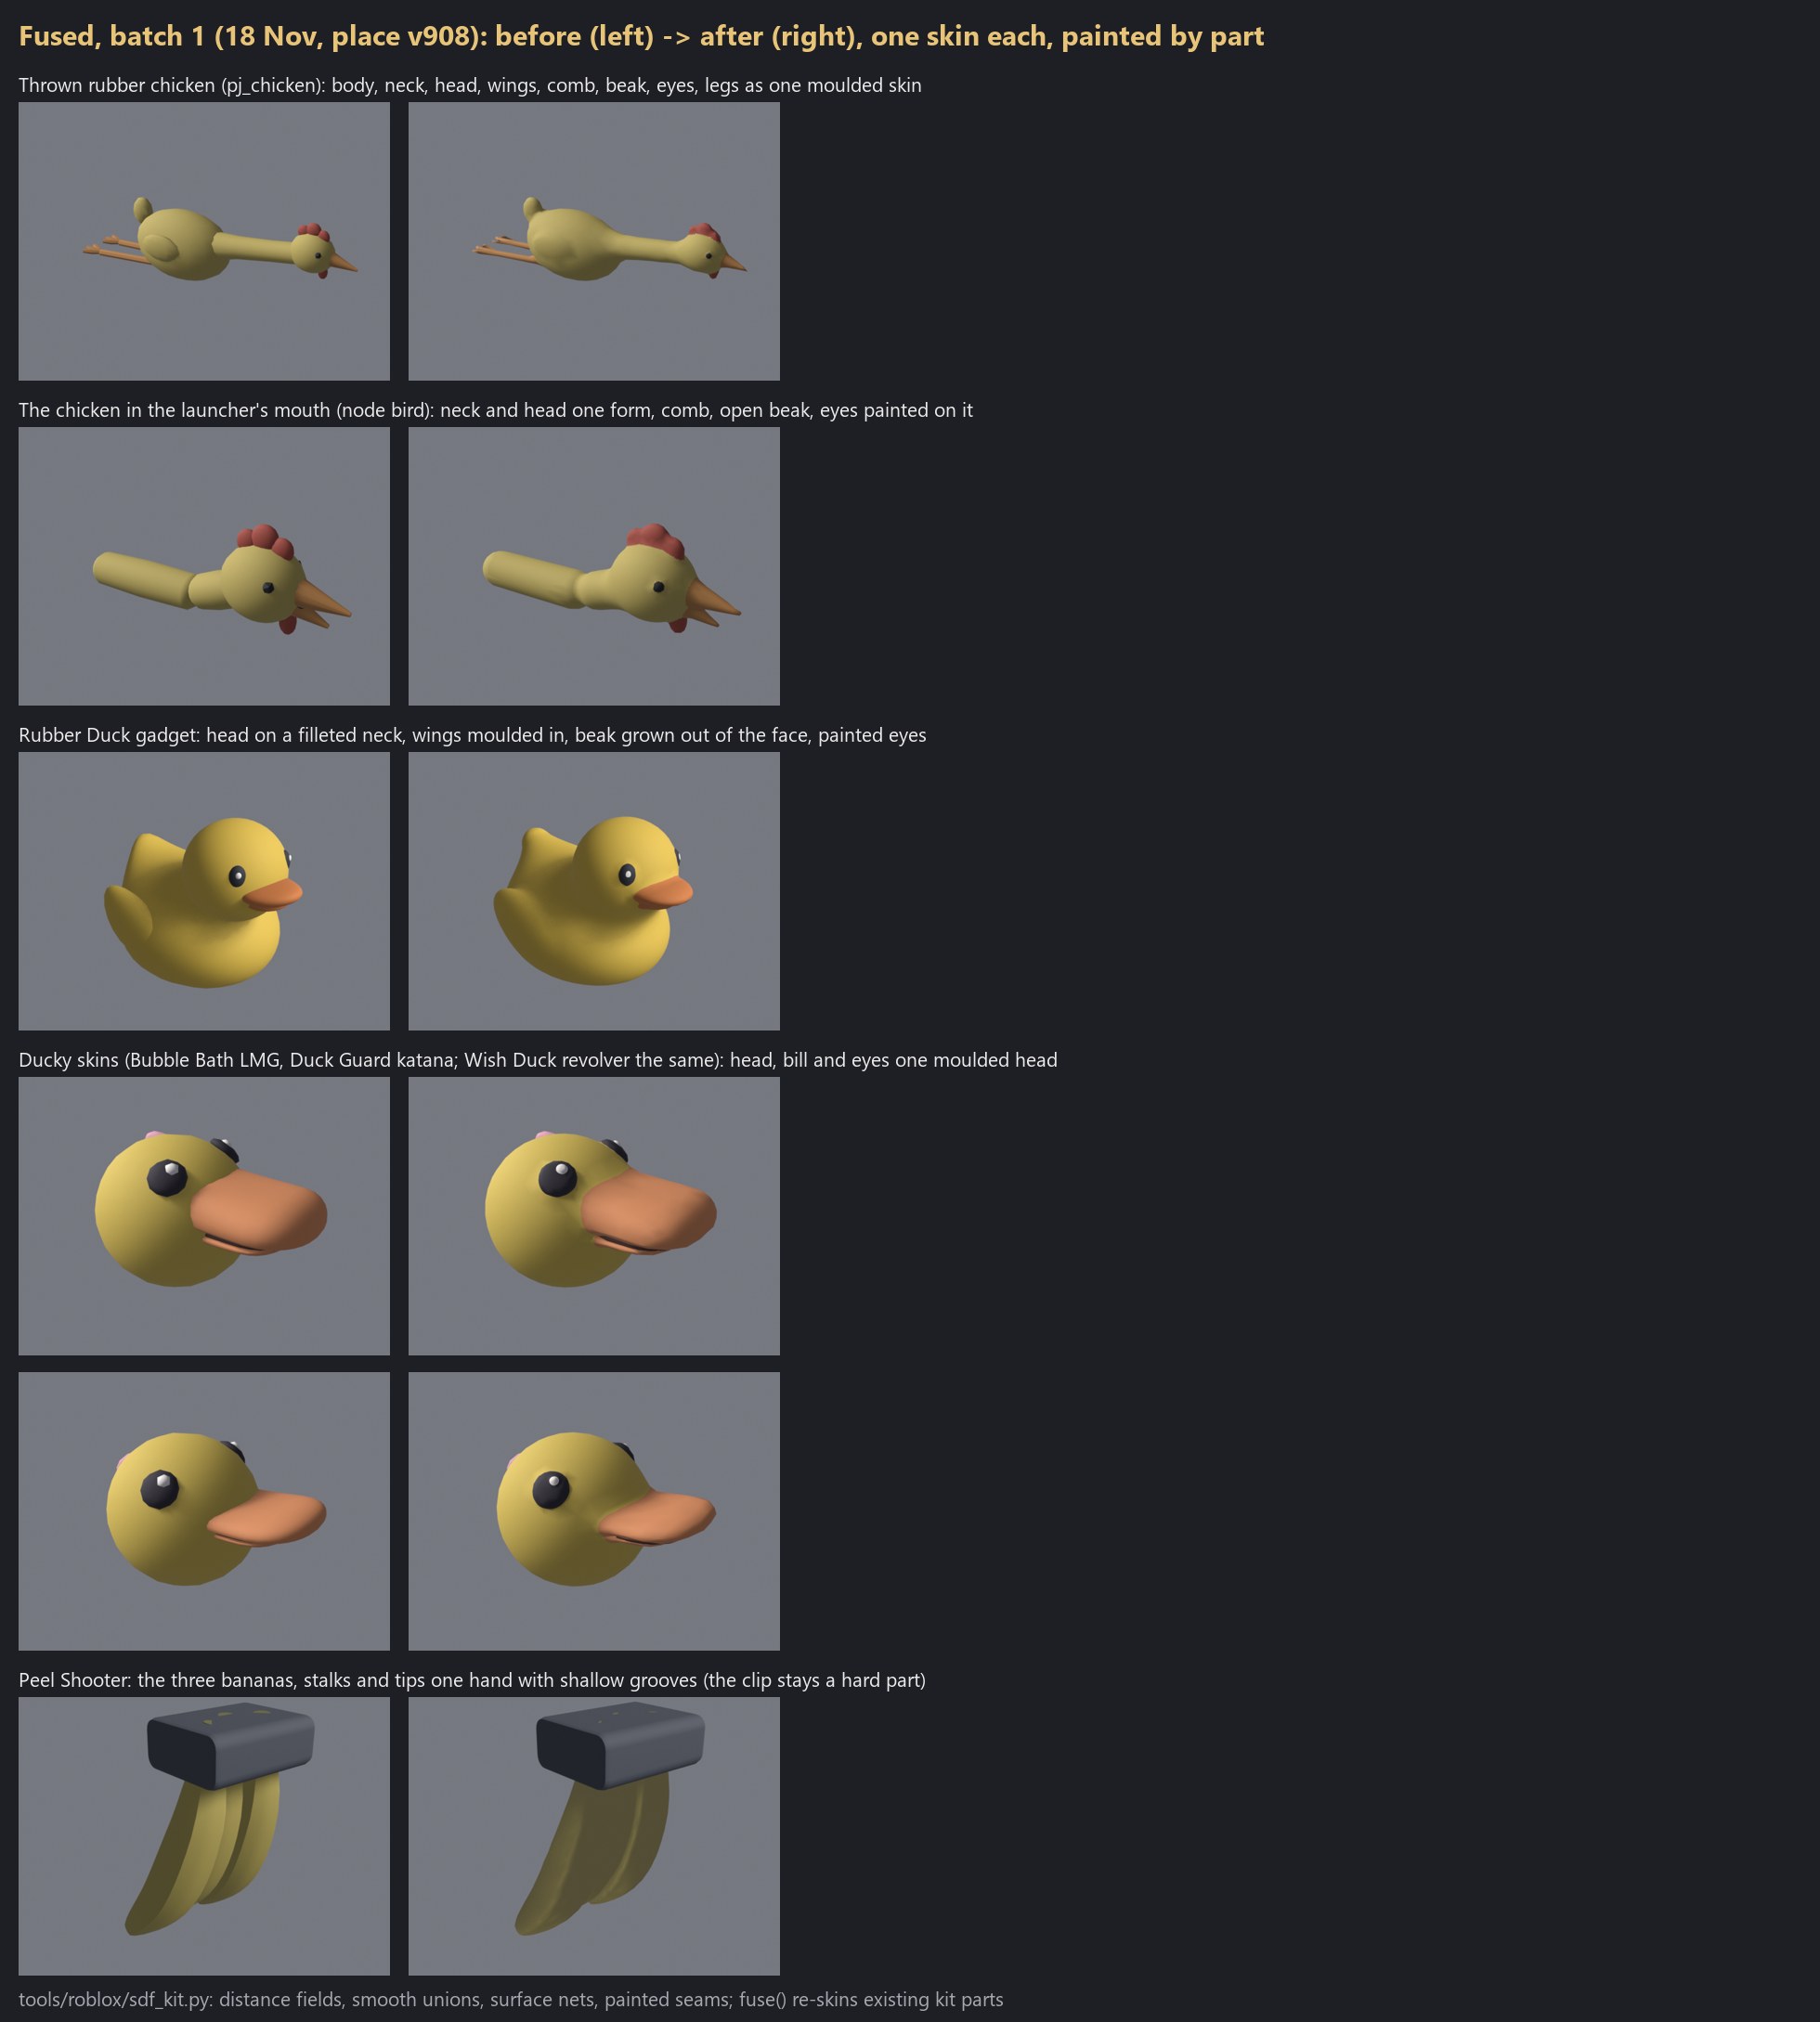 Fused, batch 1 (18 Nov, place v908): before (left) -> after (right), one skin each, painted by part
Thrown rubber chicken (pj_chicken): body, neck, head, wings, comb, beak, eyes, legs as one moulded skin
The chicken in the launcher's mouth (node bird): neck and head one form, comb, open beak, eyes painted on it
Rubber Duck gadget: head on a filleted neck, wings moulded in, beak grown out of the face, painted eyes
Ducky skins (Bubble Bath LMG, Duck Guard katana; Wish Duck revolver the same): head, bill and eyes one moulded head
Peel Shooter: the three bananas, stalks and tips one hand with shallow grooves (the clip stays a hard part)
tools/roblox/sdf_kit.py: distance fields, smooth unions, surface nets, painted seams; fuse() re-skins existing kit parts